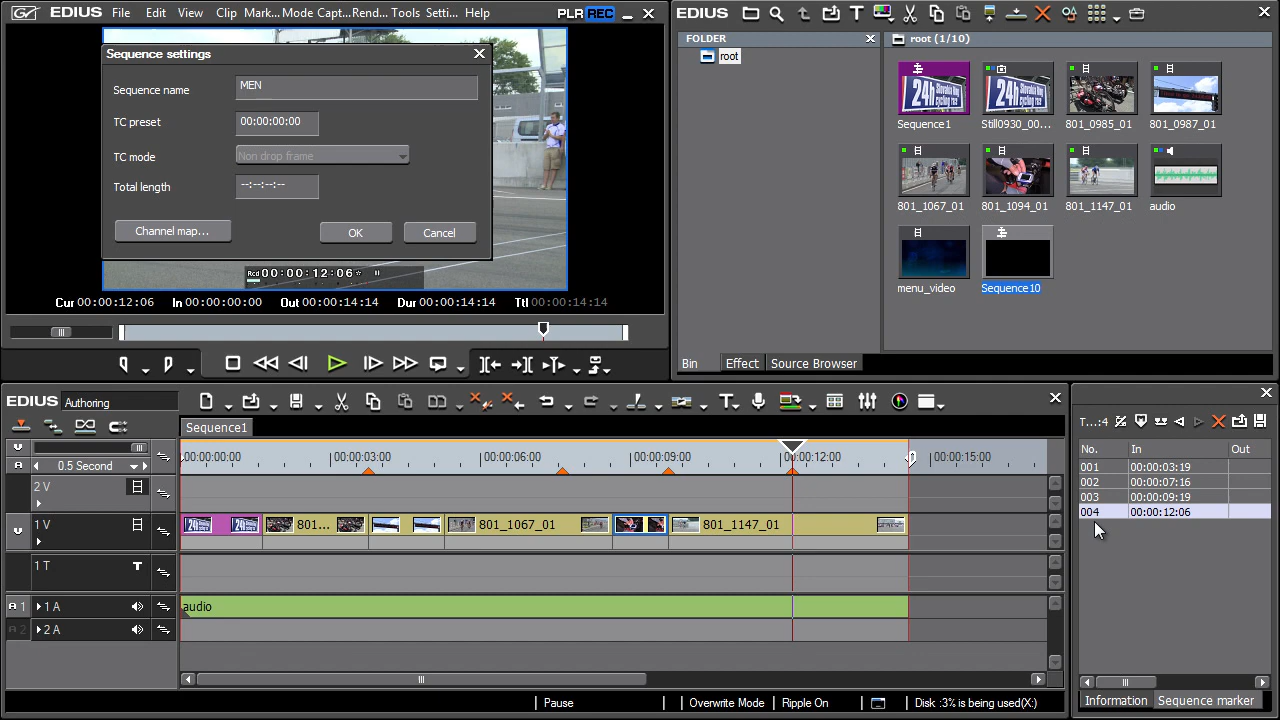 EDIUS File Edit View Clip Mark... Mode Capt... Rend... Tools Setti... Help PLR REC
Sequence settings
Sequence name MEN
TC preset 00:00:00:00
TC mode Non drop frame
Total length --:--:--:--
Channel map... OK Cancel
Rcd 00:00:12:06
Cur 00:00:12:06 In 00:00:00:00 Out 00:00:14:14 Dur 00:00:14:14 Ttl 00:00:14:14
EDIUS
FOLDER
root
root (1/10)
Sequence1 Still0930_00... 801_0985_01 801_0987_01
801_1067_01 801_1094_01 801_1147_01 audio
menu_video Sequence10
Bin Effect Source Browser
EDIUS Authoring
Sequence1
0.5 Second
00:00:00:00 00:00:03:00 00:00:06:00 00:00:09:00 00:00:12:00 00:00:15:00
2 V
1 V 801... 801_1067_01 801_1147_01
1 T T
A 1 1 A audio
A 2 2 A
T...:4
No. In Out
001 00:00:03:19
002 00:00:07:16
003 00:00:09:19
004 00:00:12:06
Information Sequence marker
Pause Overwrite Mode Ripple On Disk :3% is being used(X:)